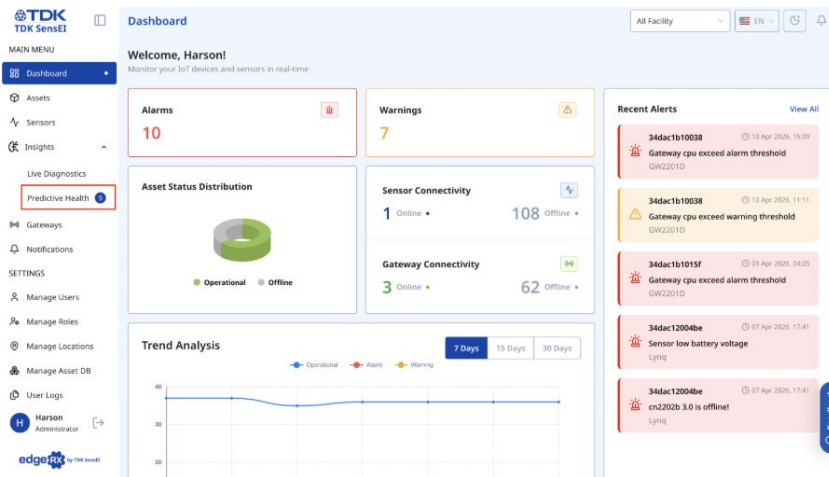 TDK
TDK SensEI
MAIN MENU
Dashboard
Assets
Sensors
Insights
Live Diagnostics
Predictive Health 9
Gateways
Notifications
SETTINGS
Manage Users
Manage Roles
Manage Locations
Manage Asset DB
User Logs
H
Harson
Administrator
edgeRX by TDK SensEI
Dashboard
All Facility
EN
Welcome, Harson!
Monitor your IoT devices and sensors in real-time
Alarms
10
Warnings
7
Asset Status Distribution
Operational Offline
Sensor Connectivity
1 Online 108 Offline
Gateway Connectivity
3 Online 62 Offline
Trend Analysis
7 Days 15 Days 30 Days
Operational Alarm Warning
40
30
20
Recent Alerts View All
34dac1b10038 10 Apr 2026, 15:03
Gateway cpu exceed alarm threshold
GW2201D
34dac1b10038 10 Apr 2026, 11:11
Gateway cpu exceed warning threshold
GW2201D
34dac1b1015f 09 Apr 2026, 04:25
Gateway cpu exceed alarm threshold
GW2201D
34dac12004be 07 Apr 2026, 17:41
Sensor low battery voltage
Lynq
34dac12004be 07 Apr 2026, 17:41
cn2202b 3.0 is offline!
Lynq